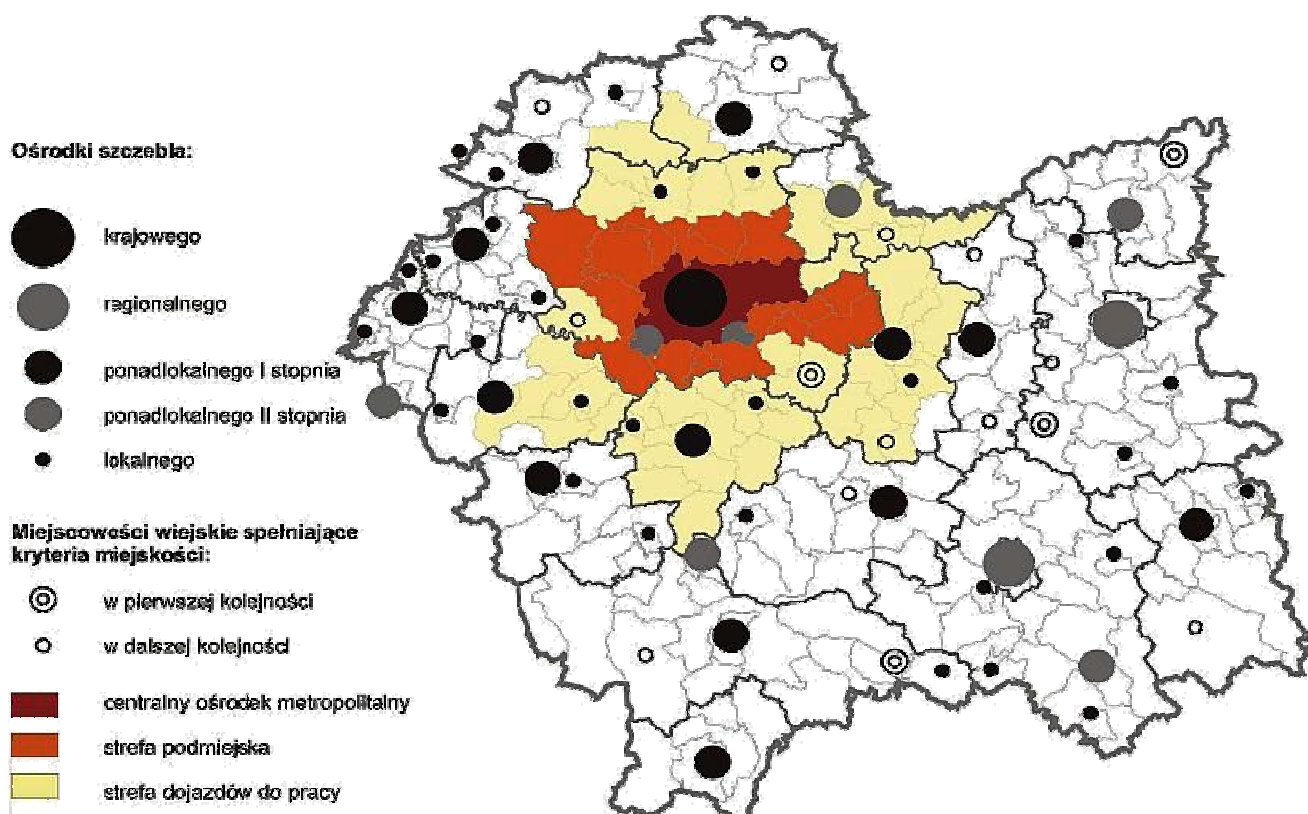 Ośrodki szczebla:
krajowego
regionalnego
ponadlokalnego I stopnia
ponadlokalnego II stopnia
lokalnego
Miejscowości wiejskie spełniające
kryteria miejskości:
w pierwszej kolejności
w dalszej kolejności
centralny ośrodek metropolitalny
strefa podmiejska
strefa dojazdów do pracy